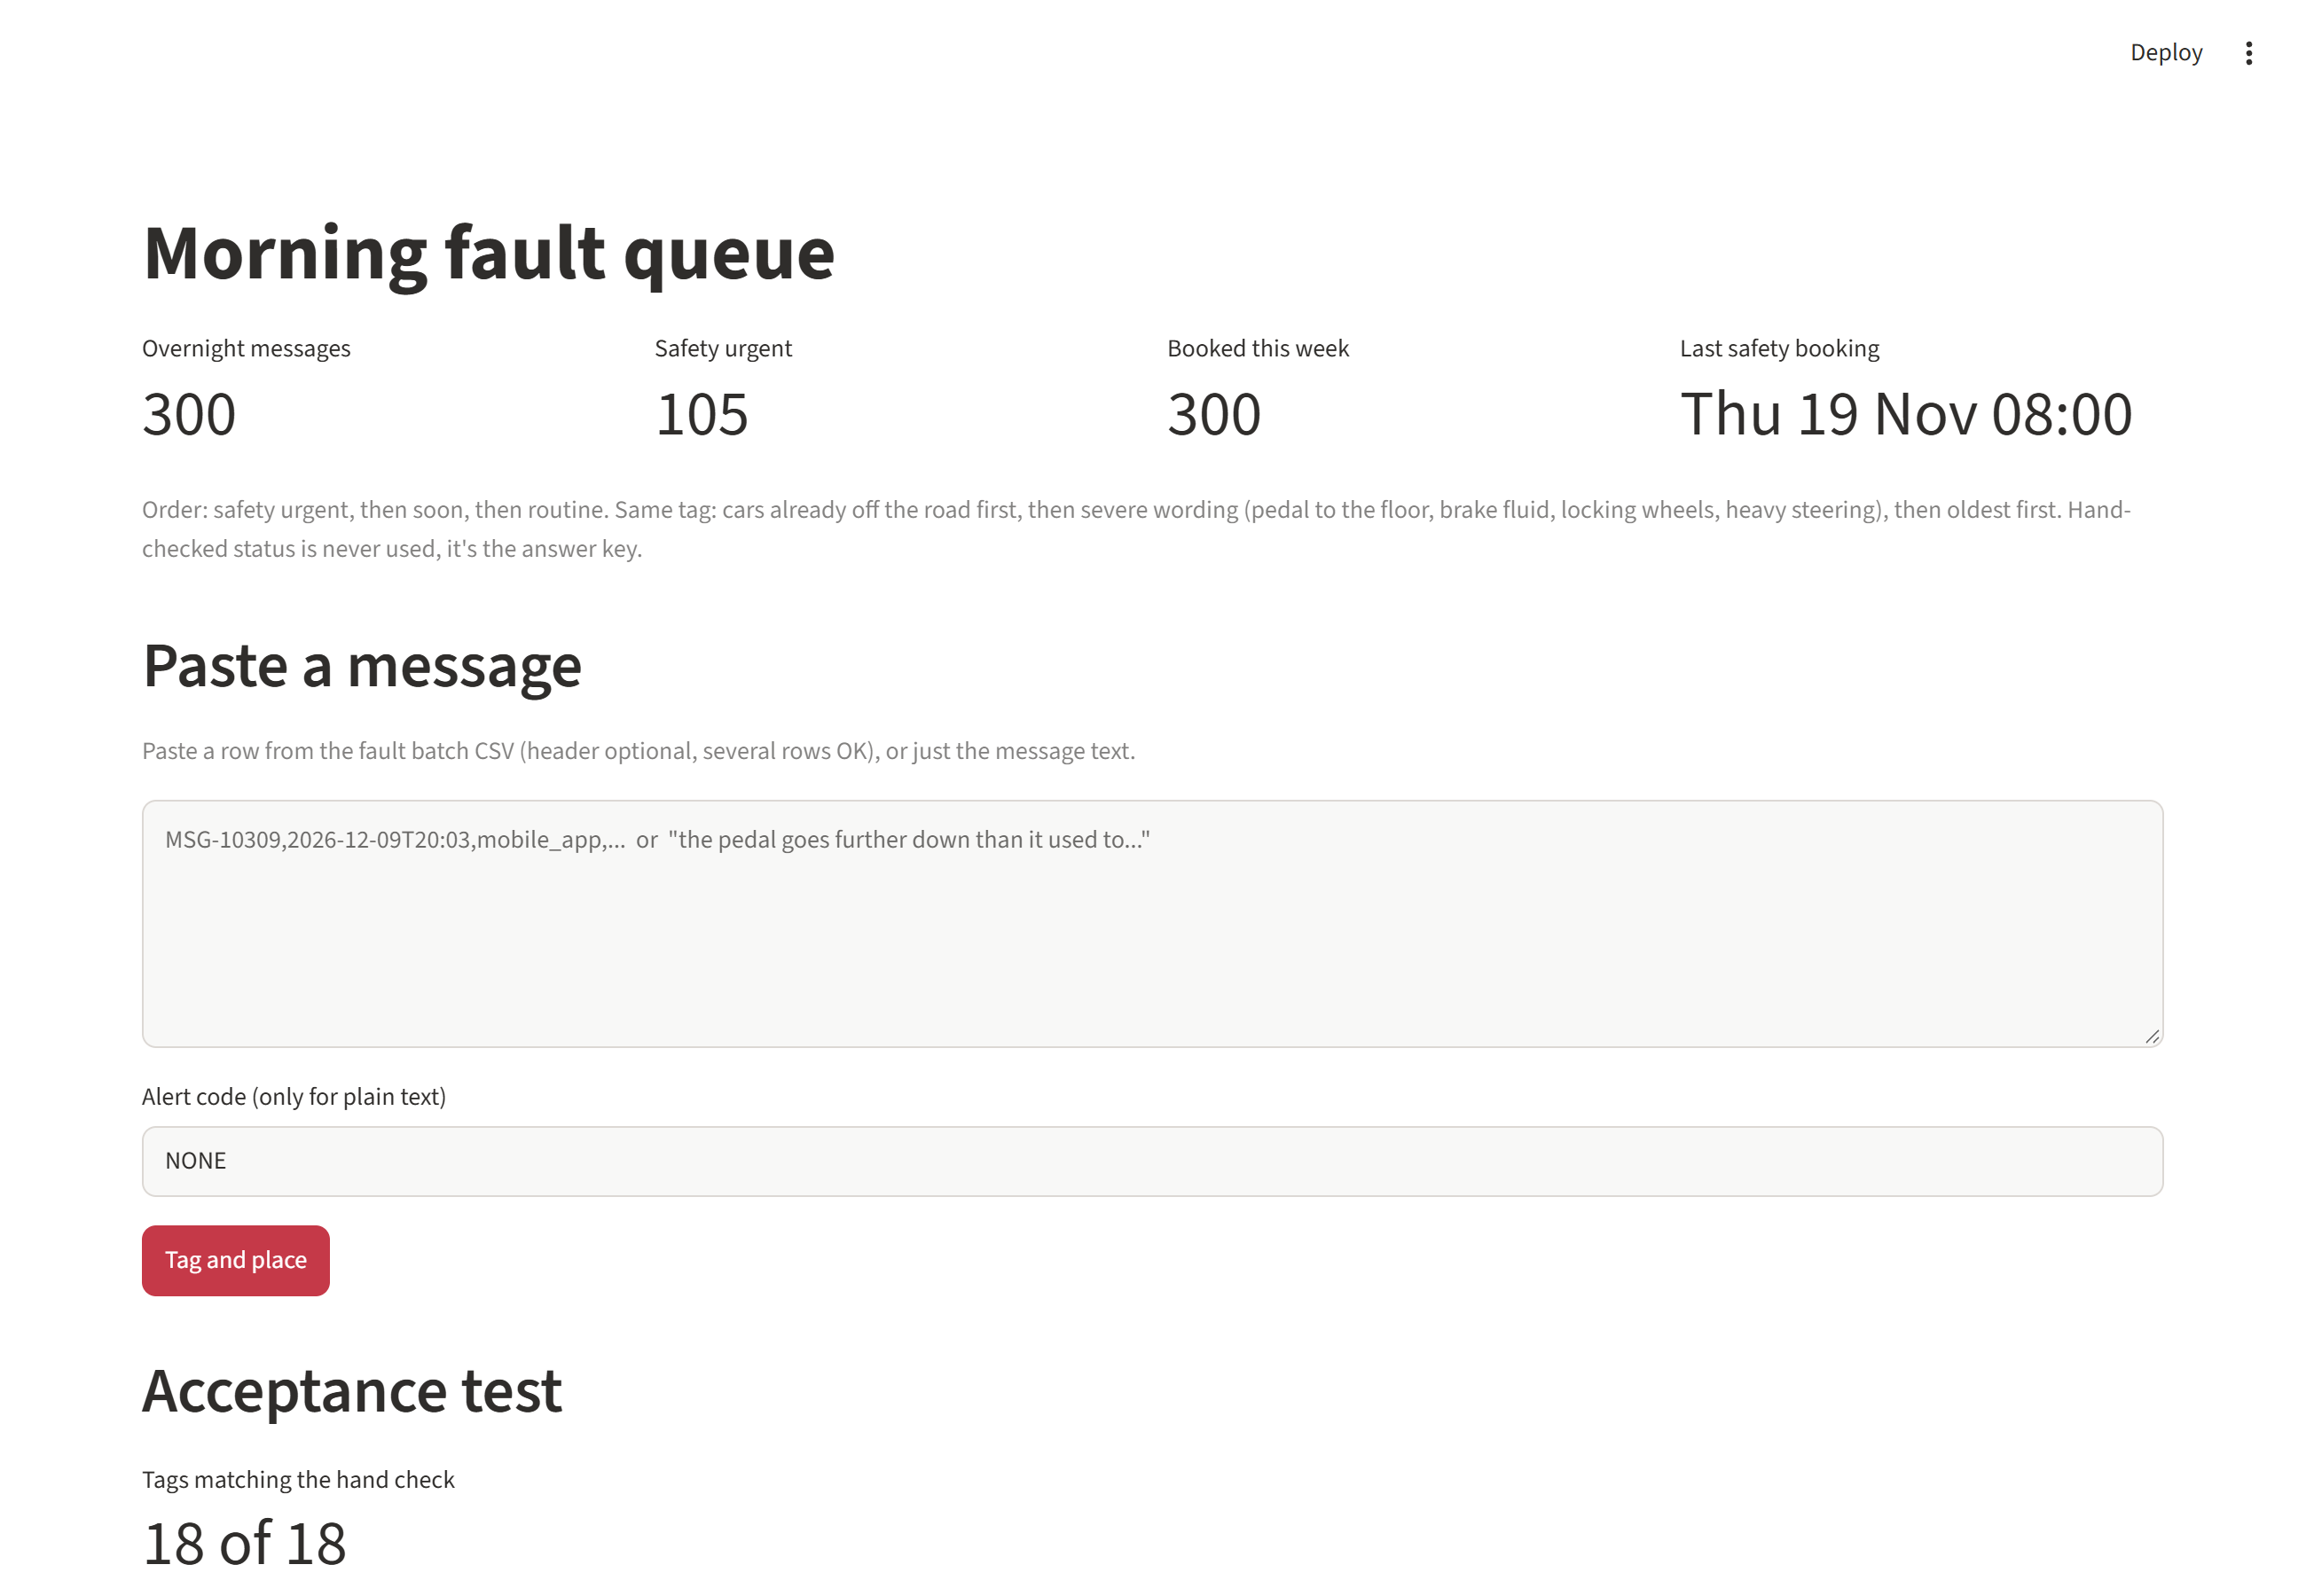 Deploy
Morning fault queue
Overnight messages
Safety urgent
Booked this week
Last safety booking
300
105
300
Thu 19 Nov 08:00
Order: safety urgent, then soon, then routine. Same tag: cars already off the road first, then severe wording (pedal to the floor, brake fluid, locking wheels, heavy steering), then oldest first. Hand-
checked status is never used, it's the answer key.
Paste a message
Paste a row from the fault batch CSV (header optional, several rows OK), or just the message text.
MSG-10309,2026-12-09T20:03,mobile_app,... or "the pedal goes further down than it used to..."
Alert code (only for plain text)
NONE
Tag and place
Acceptance test
Tags matching the hand check
18 of 18